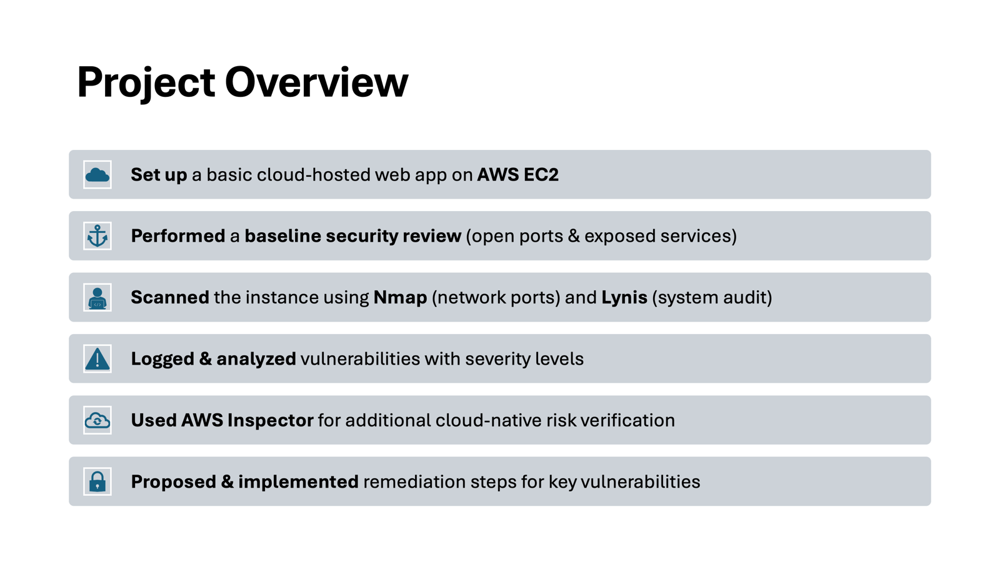 Project Overview
Set up a basic cloud-hosted web app on AWS EC2
Performed a baseline security review (open ports & exposed services)
Scanned the instance using Nmap (network ports) and Lynis (system audit)
Logged & analyzed vulnerabilities with severity levels
Used AWS Inspector for additional cloud-native risk verification
Proposed & implemented remediation steps for key vulnerabilities